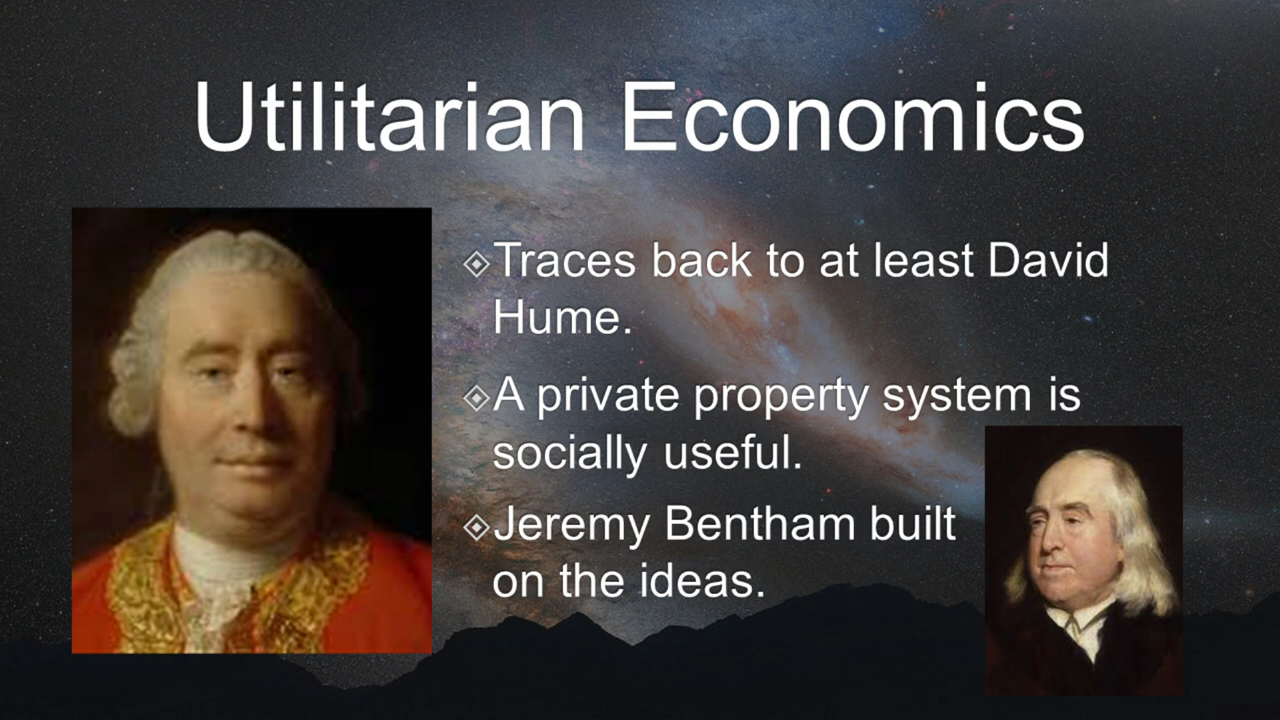 Utilitarian Economics
Traces back to at least David
Hume.
A private property system is
socially useful.
Jeremy Bentham built
on the ideas.